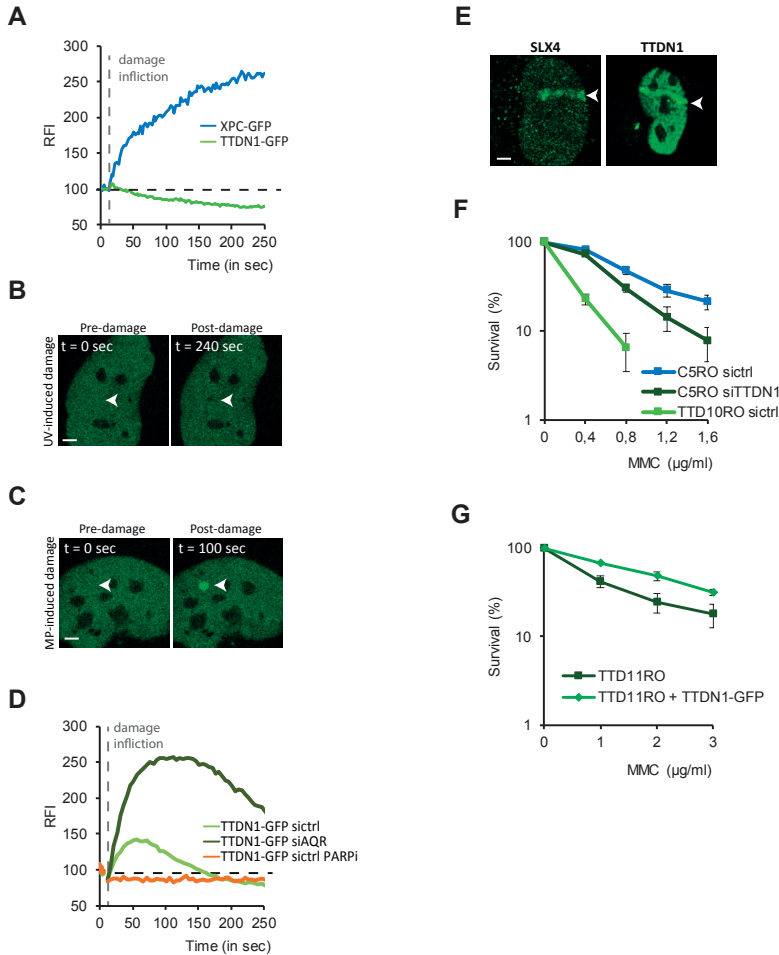 A
300
250
200
150
100
50
RFI
damage
infliction
XPC-GFP
TTDN1-GFP
0
50
100
150
200
250
Time (in sec)
B
Pre-damage
Post-damage
UV-induced damage
t = 0 sec
t = 240 sec
C
Pre-damage
Post-damage
MP-induced damage
t = 0 sec
t = 100 sec
D
300
250
200
150
100
50
RFI
damage
infliction
TTDN1-GFP sictrl
TTDN1-GFP siAQR
TTDN1-GFP sictrl PARPi
0
50
100
150
200
250
Time (in sec)
E
SLX4
TTDN1
F
100
10
1
Survival (%)
C5RO sictrl
C5RO siTTDN1
TTD10RO sictrl
0
0,4
0,8
1,2
1,6
MMC (µg/ml)
G
100
10
1
Survival (%)
TTD11RO
TTD11RO + TTDN1-GFP
0
1
2
3
MMC (µg/ml)